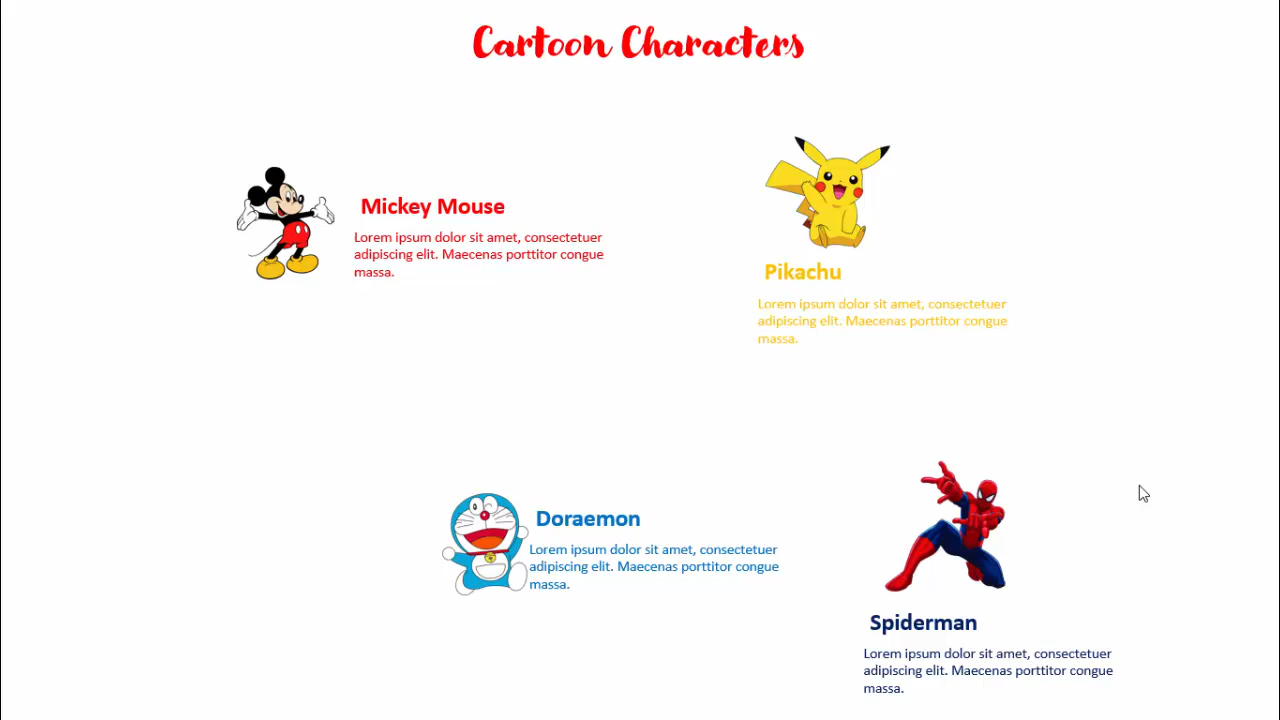 Cartoon Characters
Mickey Mouse
Lorem ipsum dolor sit amet, consectetuer
adipiscing elit. Maecenas porttitor congue
massa.
Pikachu
Lorem ipsum dolor sit amet, consectetuer
adipiscing elit. Maecenas porttitor congue
massa.
Doraemon
Lorem ipsum dolor sit amet, consectetuer
adipiscing elit. Maecenas porttitor congue
massa.
Spiderman
Lorem ipsum dolor sit amet, consectetuer
adipiscing elit. Maecenas porttitor congue
massa.